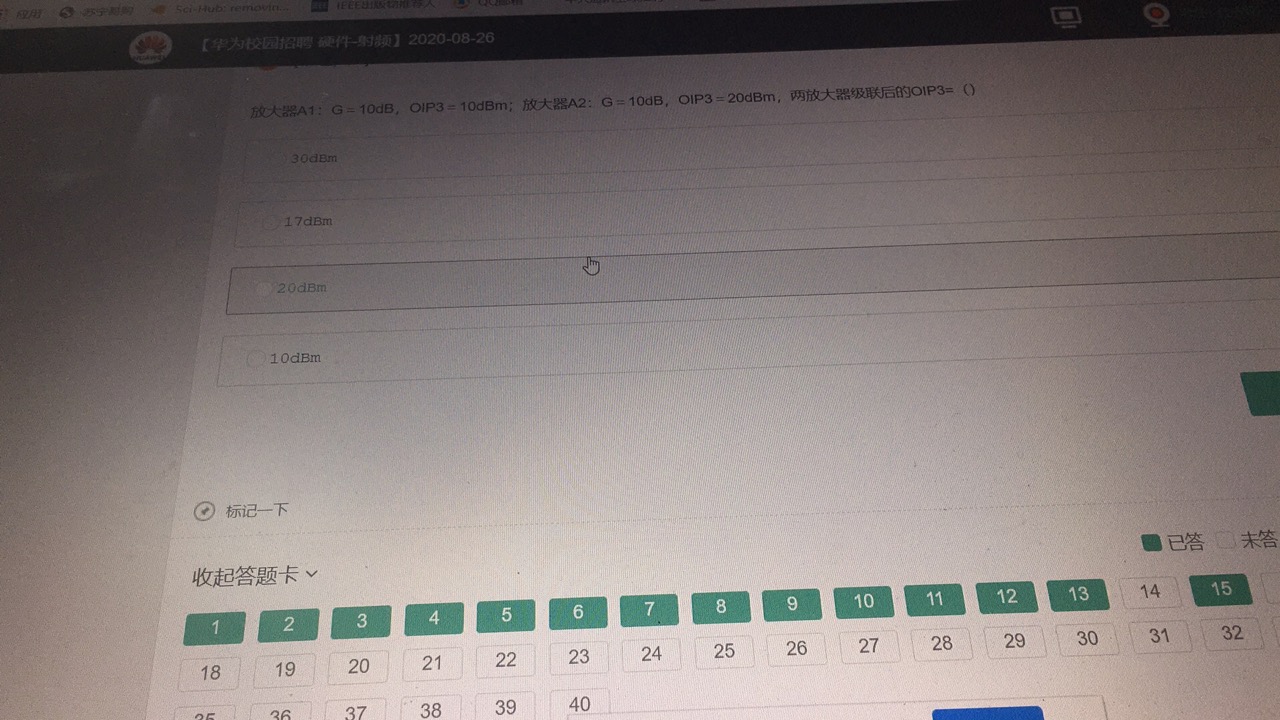 应用
苏宁易购
Sci-Hub: removin...
【华为校园招聘 硬件-射频】2020-08-26
放大器A1：G＝10dB，OIP3＝10dBm；放大器A2：G＝10dB，OIP3＝20dBm，两放大器级联后的OIP3=（）
30dBm
17dBm
20dBm
10dBm
标记一下
已答 未答
收起答题卡
1 2 3 4 5 6 7 8 9 10 11 12 13 14 15
18 19 20 21 22 23 24 25 26 27 28 29 30 31 32
35 36 37 38 39 40